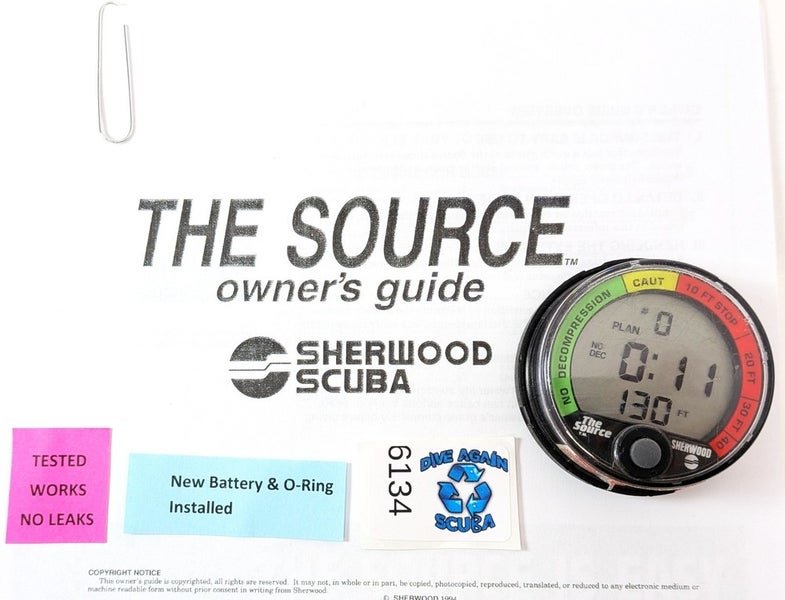 THE SOURCE™
owner's guide
SHERWOOD
SCUBA
NO DECOMPRESSION
CAUT
10 FT STOP
20 FT
30 FT
40
# 0
PLAN
NO-
DEC
0:11
130 FT
The
Source
SHERWOOD
TESTED
WORKS
NO LEAKS
New Battery & O-Ring
Installed
6134
DIVE AGAIN
SCUBA
COPYRIGHT NOTICE
This owner's guide is copyrighted, all rights are reserved. It may not, in whole or in part, be copied, photocopied, reproduced, translated, or reduced to any electronic medium or
machine readable form without prior consent in writing from Sherwood
© SHERWOOD 1994